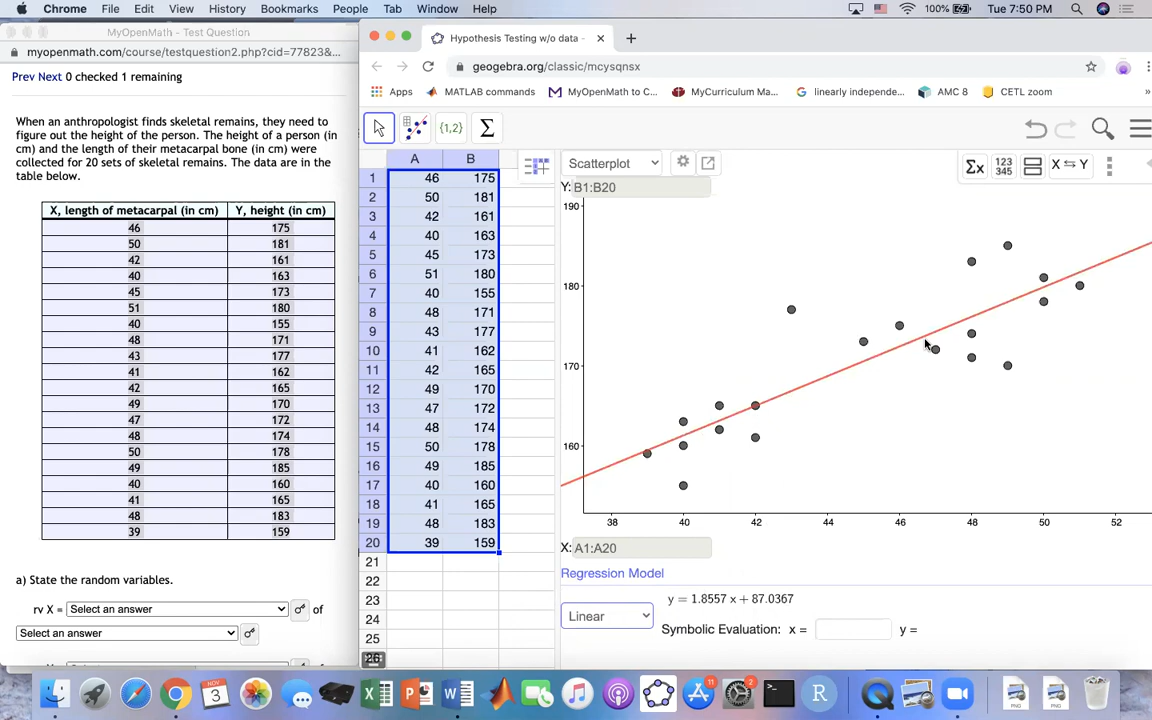 Chrome File Edit View History Bookmarks People Tab Window Help 100% Tue 7:50 PM
MyOpenMath - Test Question
myopenmath.com/course/testquestion2.php?cid=77823&...
Prev Next 0 checked 1 remaining
When an anthropologist finds skeletal remains, they need to
figure out the height of the person. The height of a person (in
cm) and the length of their metacarpal bone (in cm) were
collected for 20 sets of skeletal remains. The data are in the
table below.
X, length of metacarpal (in cm) Y, height (in cm)
46 175
50 181
42 161
40 163
45 173
51 180
40 155
48 171
43 177
41 162
42 165
49 170
47 172
48 174
50 178
49 185
40 160
41 165
48 183
39 159
a) State the random variables.
rv X = Select an answer of
Select an answer
Hypothesis Testing w/o data -
geogebra.org/classic/mcysqnsx
Apps MATLAB commands MyOpenMath to C... MyCurriculum Ma... linearly independe... AMC 8 CETL zoom »
{1,2} Σ
A B
1 46 175
2 50 181
3 42 161
4 40 163
5 45 173
6 51 180
7 40 155
8 48 171
9 43 177
10 41 162
11 42 165
12 49 170
13 47 172
14 48 174
15 50 178
16 49 185
17 40 160
18 41 165
19 48 183
20 39 159
21
22
23
24
25
26
Scatterplot Σx 123 345 X ⇆ Y
Y: B1:B20
190
180
170
160
38 40 42 44 46 48 50 52
X: A1:A20
Regression Model
y = 1.8557 x + 87.0367
Linear
Symbolic Evaluation: x = y =
NOV
3
W
P
X
11
2
>_
R
PNG
PNG